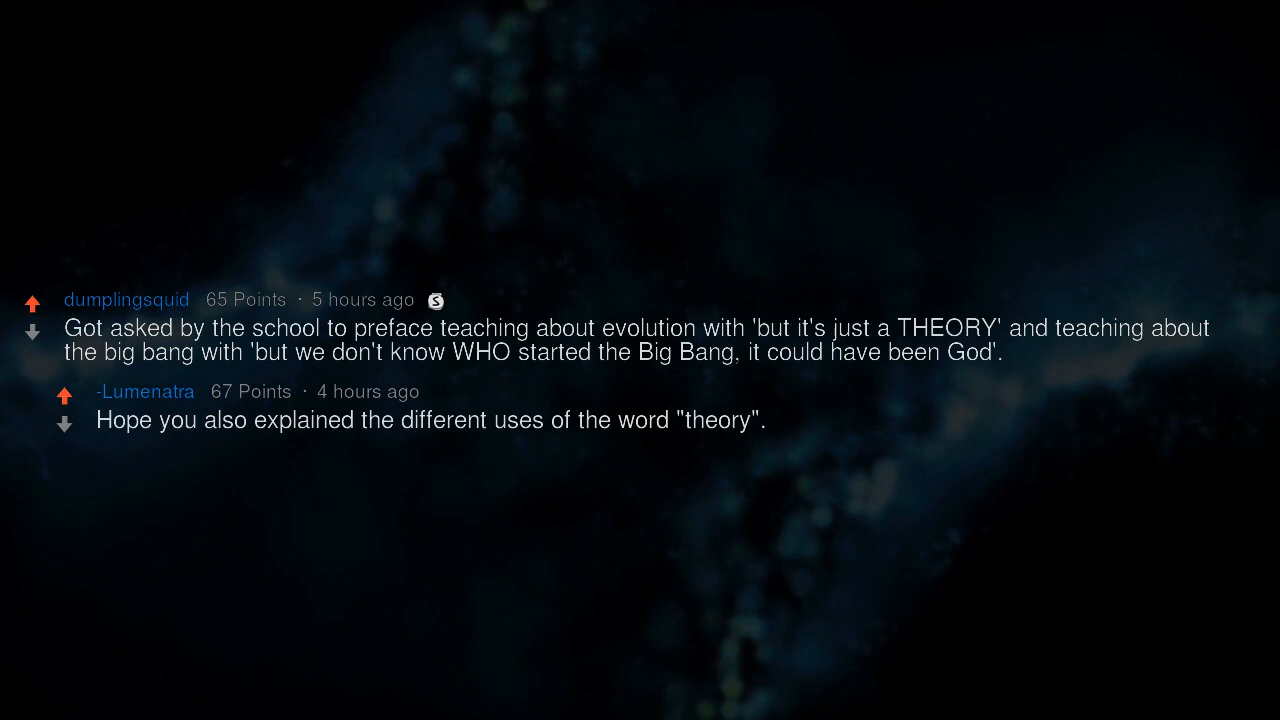 dumplingsquid 65 Points · 5 hours ago S
Got asked by the school to preface teaching about evolution with 'but it's just a THEORY' and teaching about
the big bang with 'but we don't know WHO started the Big Bang, it could have been God'.
-Lumenatra 67 Points · 4 hours ago
Hope you also explained the different uses of the word "theory".